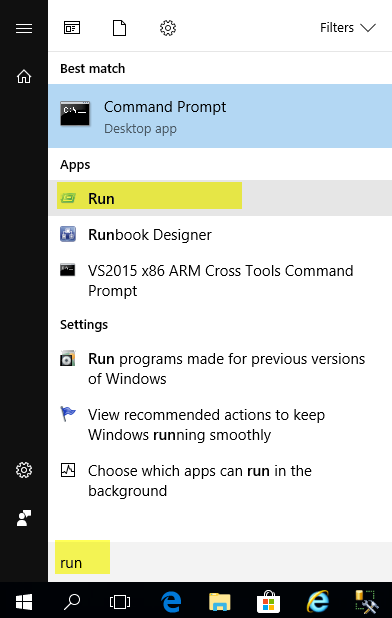 Filters
Best match
Command Prompt
Desktop app
Apps
Run
Runbook Designer
VS2015 x86 ARM Cross Tools Command
Prompt
Settings
Run programs made for previous versions
of Windows
View recommended actions to keep
Windows running smoothly
Choose which apps can run in the
background
run